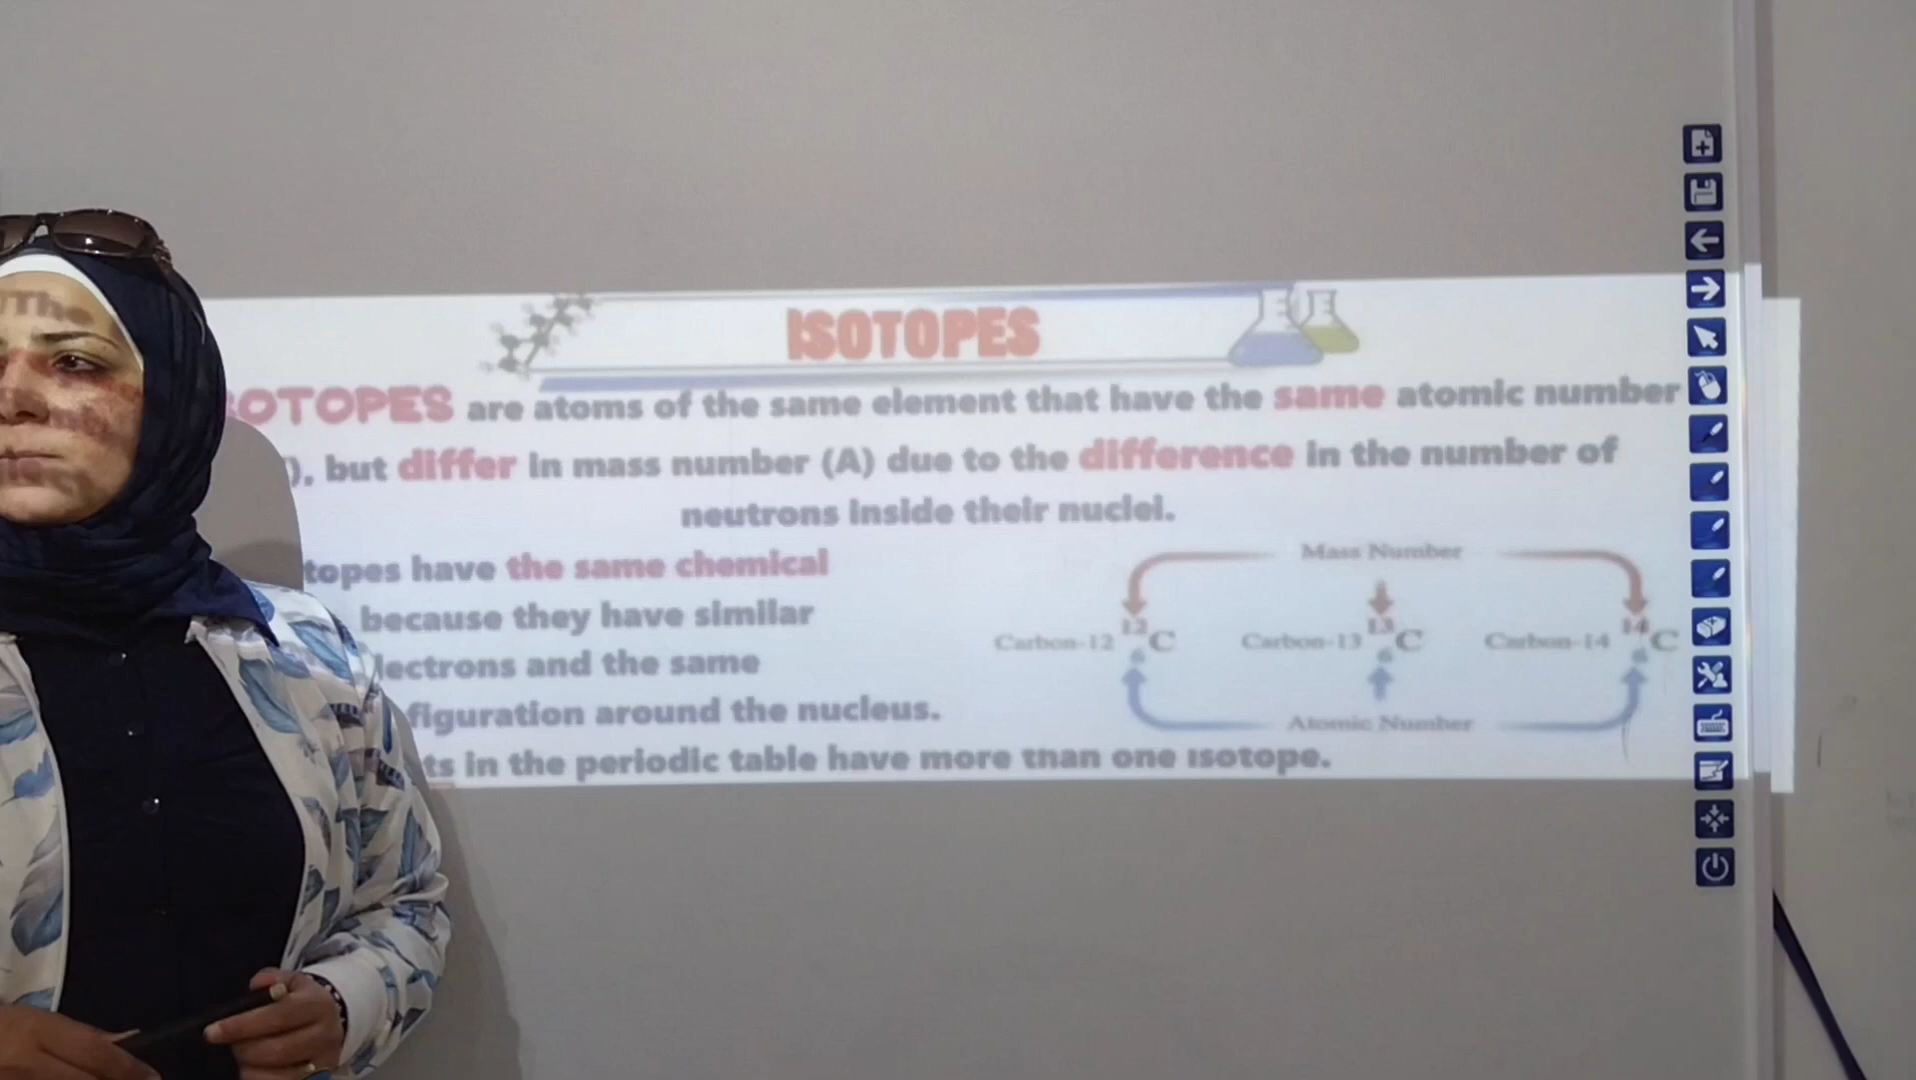 ISOTOPES
ISOTOPES are atoms of the same element that have the same atomic number
), but differ in mass number (A) due to the difference in the number of
neutrons inside their nuclei.
topes have the same chemical
because they have similar
lectrons and the same
figuration around the nucleus.
ts in the periodic table have more than one isotope.
Mass Number
Carbon-12 12 6 C Carbon-13 13 6 C Carbon-14 14 6 C
Atomic Number
The